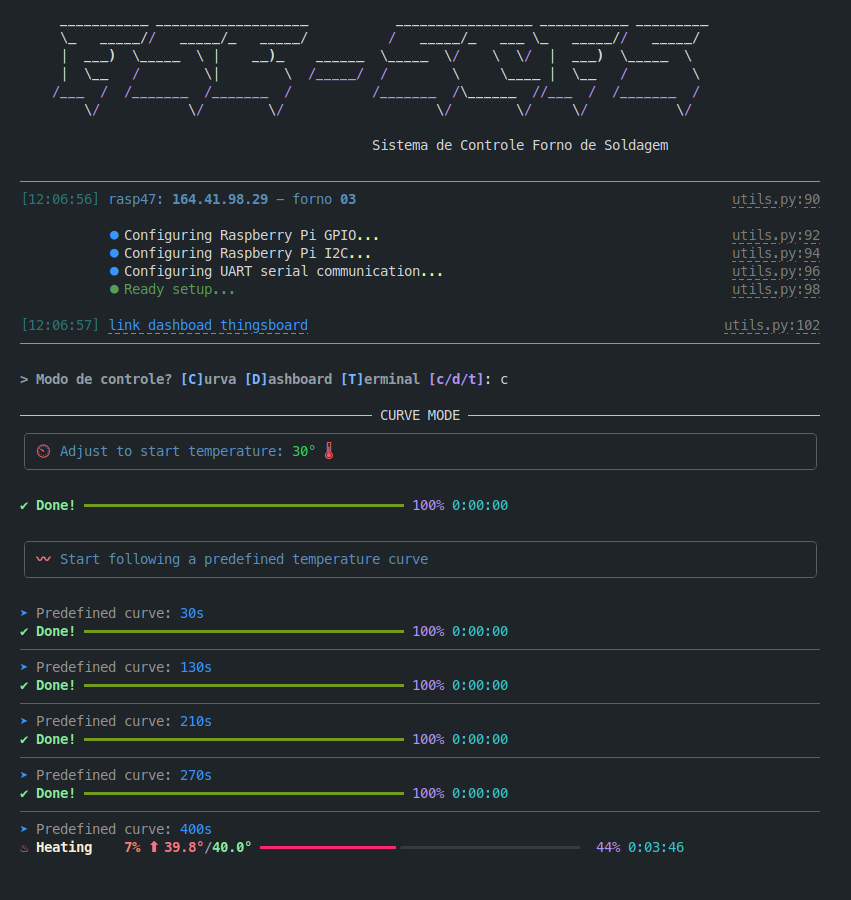 Sistema de Controle Forno de Soldagem
[12:06:56] rasp47: 164.41.98.29 – forno 03 utils.py:90
● Configuring Raspberry Pi GPIO... utils.py:92
● Configuring Raspberry Pi I2C... utils.py:94
● Configuring UART serial communication... utils.py:96
● Ready setup... utils.py:98
[12:06:57] link dashboad thingsboard utils.py:102
> Modo de controle? [C]urva [D]ashboard [T]erminal [c/d/t]: c
CURVE MODE
Adjust to start temperature: 30°
✔ Done! 100% 0:00:00
Start following a predefined temperature curve
➤ Predefined curve: 30s
✔ Done! 100% 0:00:00
➤ Predefined curve: 130s
✔ Done! 100% 0:00:00
➤ Predefined curve: 210s
✔ Done! 100% 0:00:00
➤ Predefined curve: 270s
✔ Done! 100% 0:00:00
➤ Predefined curve: 400s
♨ Heating 7% ⬆ 39.8°/40.0° 44% 0:03:46